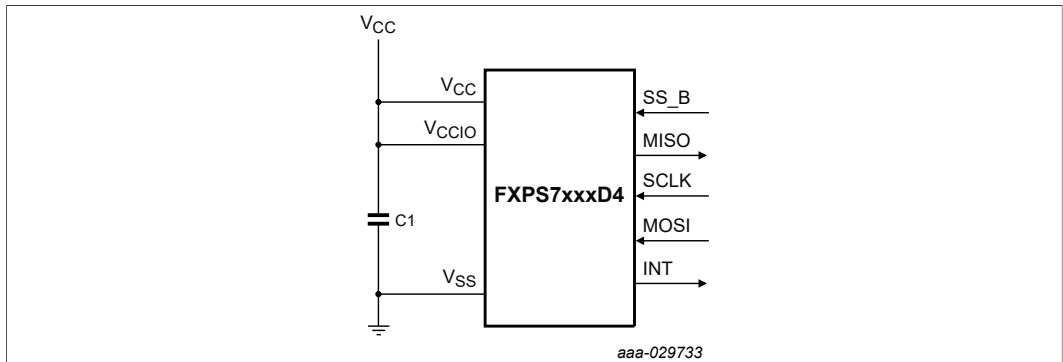 VCC
VCC
SS_B
VCCIO
MISO
FXPS7xxxD4
SCLK
C1
MOSI
VSS
INT
aaa-029733